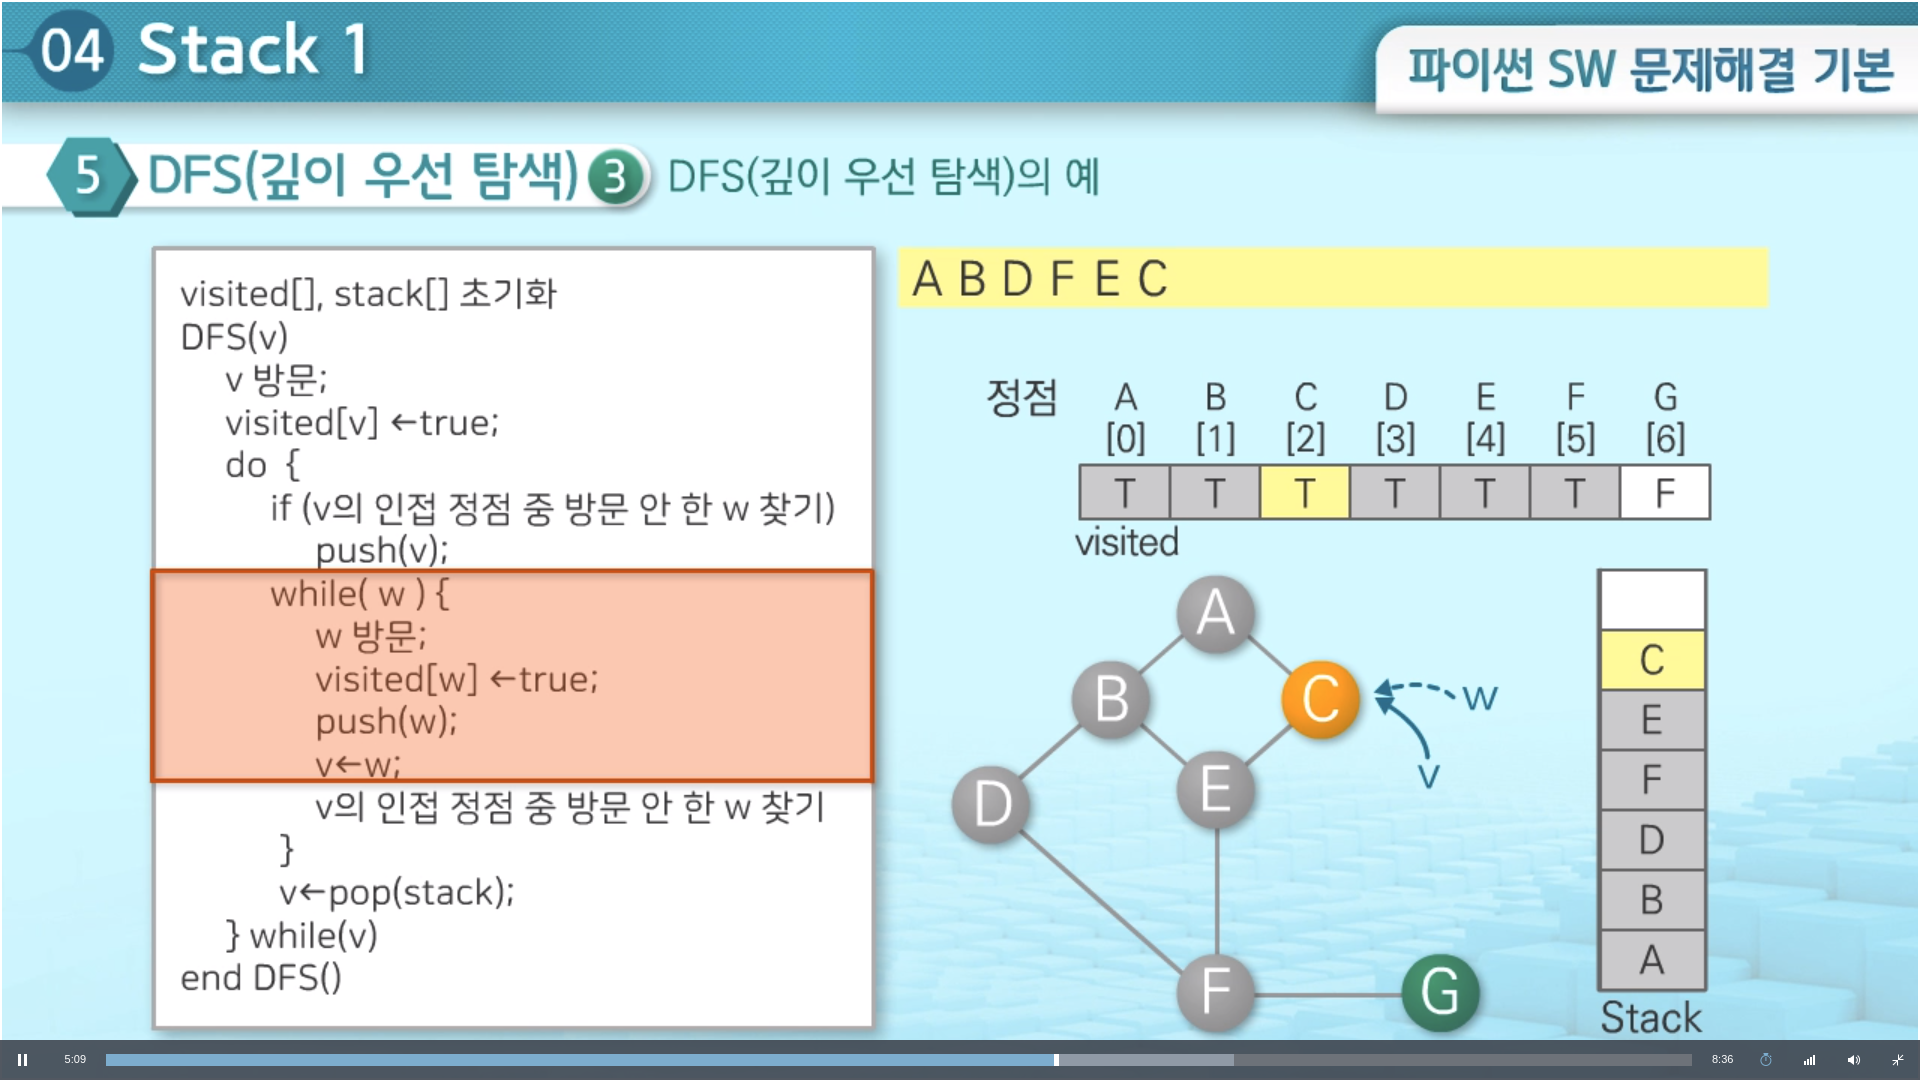 04 Stack 1
파이썬 SW 문제해결 기본
5 DFS(깊이 우선 탐색) 3 DFS(깊이 우선 탐색)의 예
visited[], stack[] 초기화
DFS(v)
v 방문;
visited[v] ←true;
do {
if (v의 인접 정점 중 방문 안 한 w 찾기)
push(v);
while( w ) {
w 방문;
visited[w] ←true;
push(w);
v←w;
v의 인접 정점 중 방문 안 한 w 찾기
}
v←pop(stack);
} while(v)
end DFS()
A B D F E C
정점 A B C D E F G
[0] [1] [2] [3] [4] [5] [6]
T T T T T T F
visited
A
B
C
w
v
D
E
F
G
C
E
F
D
B
A
Stack
5:09
8:36